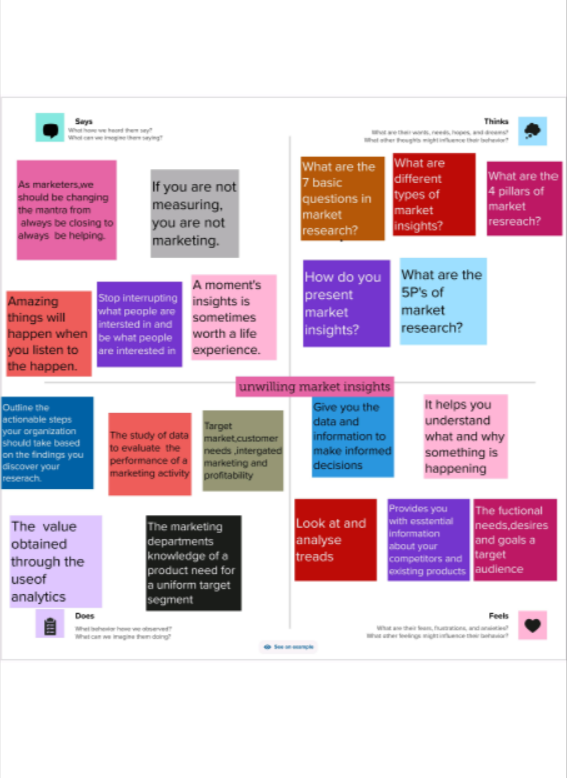 Says
What have we heard them say?
What can we imagine them saying?
Thinks
What are their wants, needs, hopes, and dreams?
What other thoughts might influence their behavior?
As marketers,we
should be changing
the mantra from
always be closing to
always be helping.
If you are not
measuring,
you are not
marketing.
What are the
7 basic
questions in
market
research?
What are
different
types of
market
insights?
What are the
4 pillars of
market
resreach?
Amazing
things will
happen when
you listen to
the happen.
Stop interrupting
what people are
intersted in and
be what people
are interested in
A moment's
insights is
sometimes
worth a life
experience.
How do you
present
market
insights?
What are the
5P's of
market
research?
unwilling market insights
Outline the
actionable steps
your organization
should take based
on the findings you
discover your
reserach.
The study of data
to evaluate the
performance of a
marketing activity
Target
market,customer
needs ,intergated
marketing and
profitability
Give you the
data and
information to
make informed
decisions
It helps you
understand
what and why
something is
happening
The value
obtained
through the
useof
analytics
The marketing
departments
knowledge of a
product need for
a uniform target
segment
Look at and
analyse
treads
Provides you
with esstential
information
about your
competitors and
existing products
The fuctional
needs,desires
and goals a
target
audience
Does
What behavior have we observed?
What can we imagine them doing?
Feels
What are their fears, frustrations, and anxieties?
What other feelings might influence their behavior?
See an example